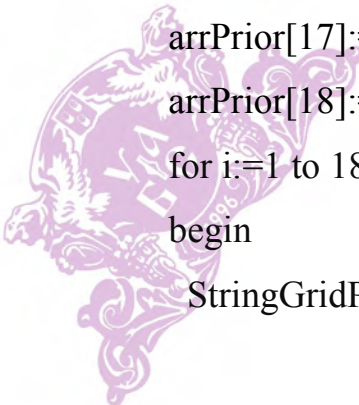 arrPrior[17]:=
arrPrior[18]:=
for i:=1 to 18
begin
StringGridP